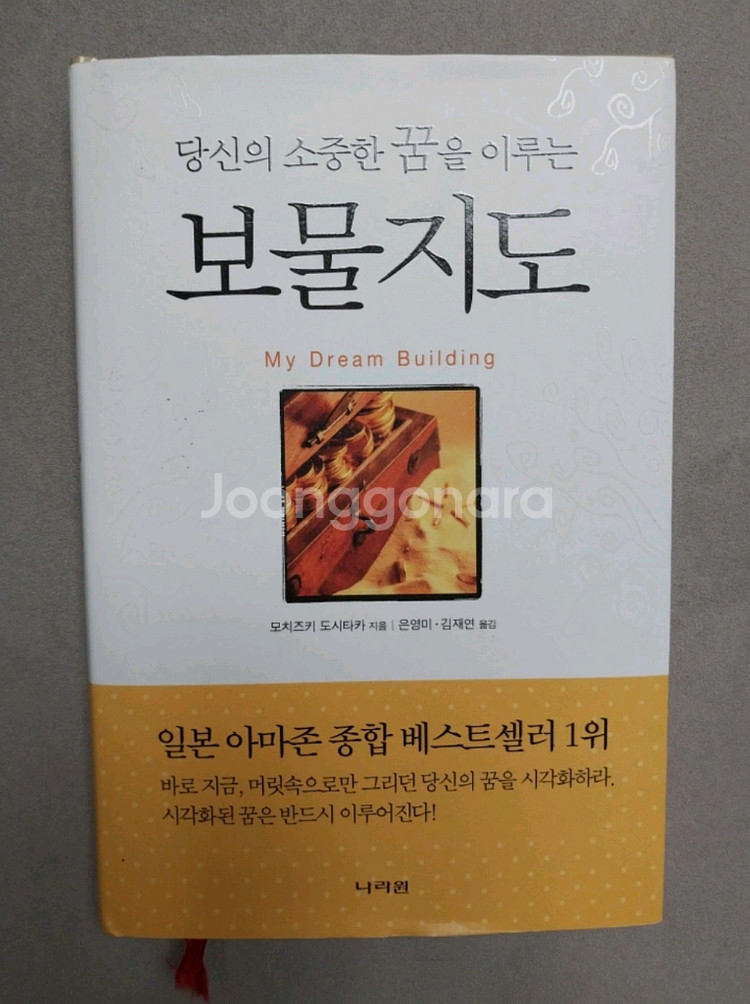 당신의 소중한 꿈을 이루는
보물지도
My Dream Building
Joonggonara
모치즈키 도시타카 지음 | 은영미 · 김재연 옮김
일본 아마존 종합 베스트셀러 1위
바로 지금, 머릿속으로만 그리던 당신의 꿈을 시각화하라.
시각화된 꿈은 반드시 이루어진다!
나라원